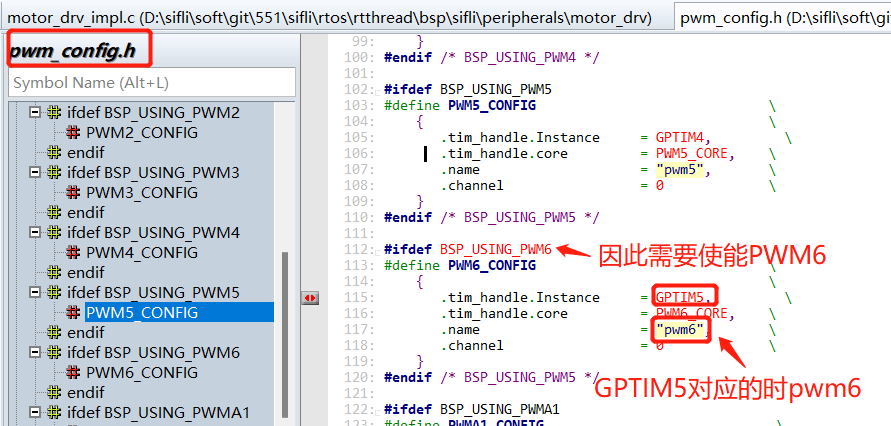 motor_drv_impl.c (D:\sifli\soft\git\551\sifli\rtos\rtthread\bsp\sifli\peripherals\motor_drv)
pwm_config.h (D:\sifli\soft\gi
pwm_config.h
Symbol Name (Alt+L)
ifdef BSP_USING_PWM2
PWM2_CONFIG
endif
ifdef BSP_USING_PWM3
PWM3_CONFIG
endif
ifdef BSP_USING_PWM4
PWM4_CONFIG
endif
ifdef BSP_USING_PWM5
PWM5_CONFIG
endif
ifdef BSP_USING_PWM6
PWM6_CONFIG
endif
ifdef BSP_USING_PWMA1
99: }
100: #endif /* BSP_USING_PWM4 */
101:
102: #ifdef BSP_USING_PWM5
103: #define PWM5_CONFIG \
104: { \
105: .tim_handle.Instance = GPTIM4, \
106: .tim_handle.core = PWM5_CORE, \
107: .name = "pwm5", \
108: .channel = 0 \
109: }
110: #endif /* BSP_USING_PWM5 */
111:
112: #ifdef BSP_USING_PWM6
113: #define PWM6_CONFIG \
114: { \
115: .tim_handle.Instance = GPTIM5, \
116: .tim_handle.core = PWM6_CORE, \
117: .name = "pwm6", \
118: .channel = 0 \
119: }
120: #endif /* BSP_USING_PWM5 */
121:
122: #ifdef BSP_USING_PWMA1
123: #define PWMA1_CONFIG \
因此需要使能PWM6
GPTIM5对应的时pwm6